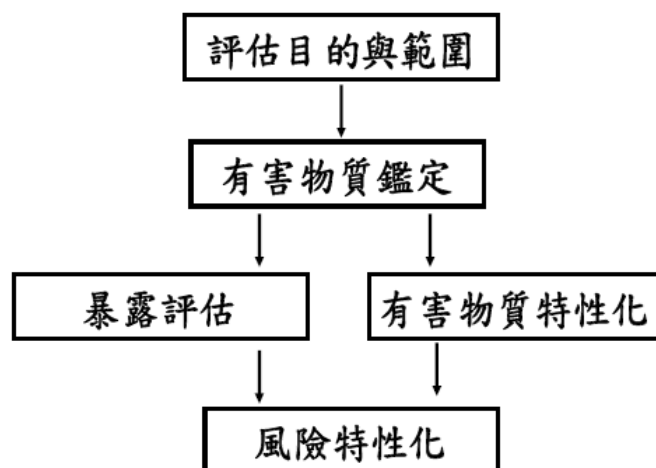 評估目的與範圍
有害物質鑑定
暴露評估
有害物質特性化
風險特性化